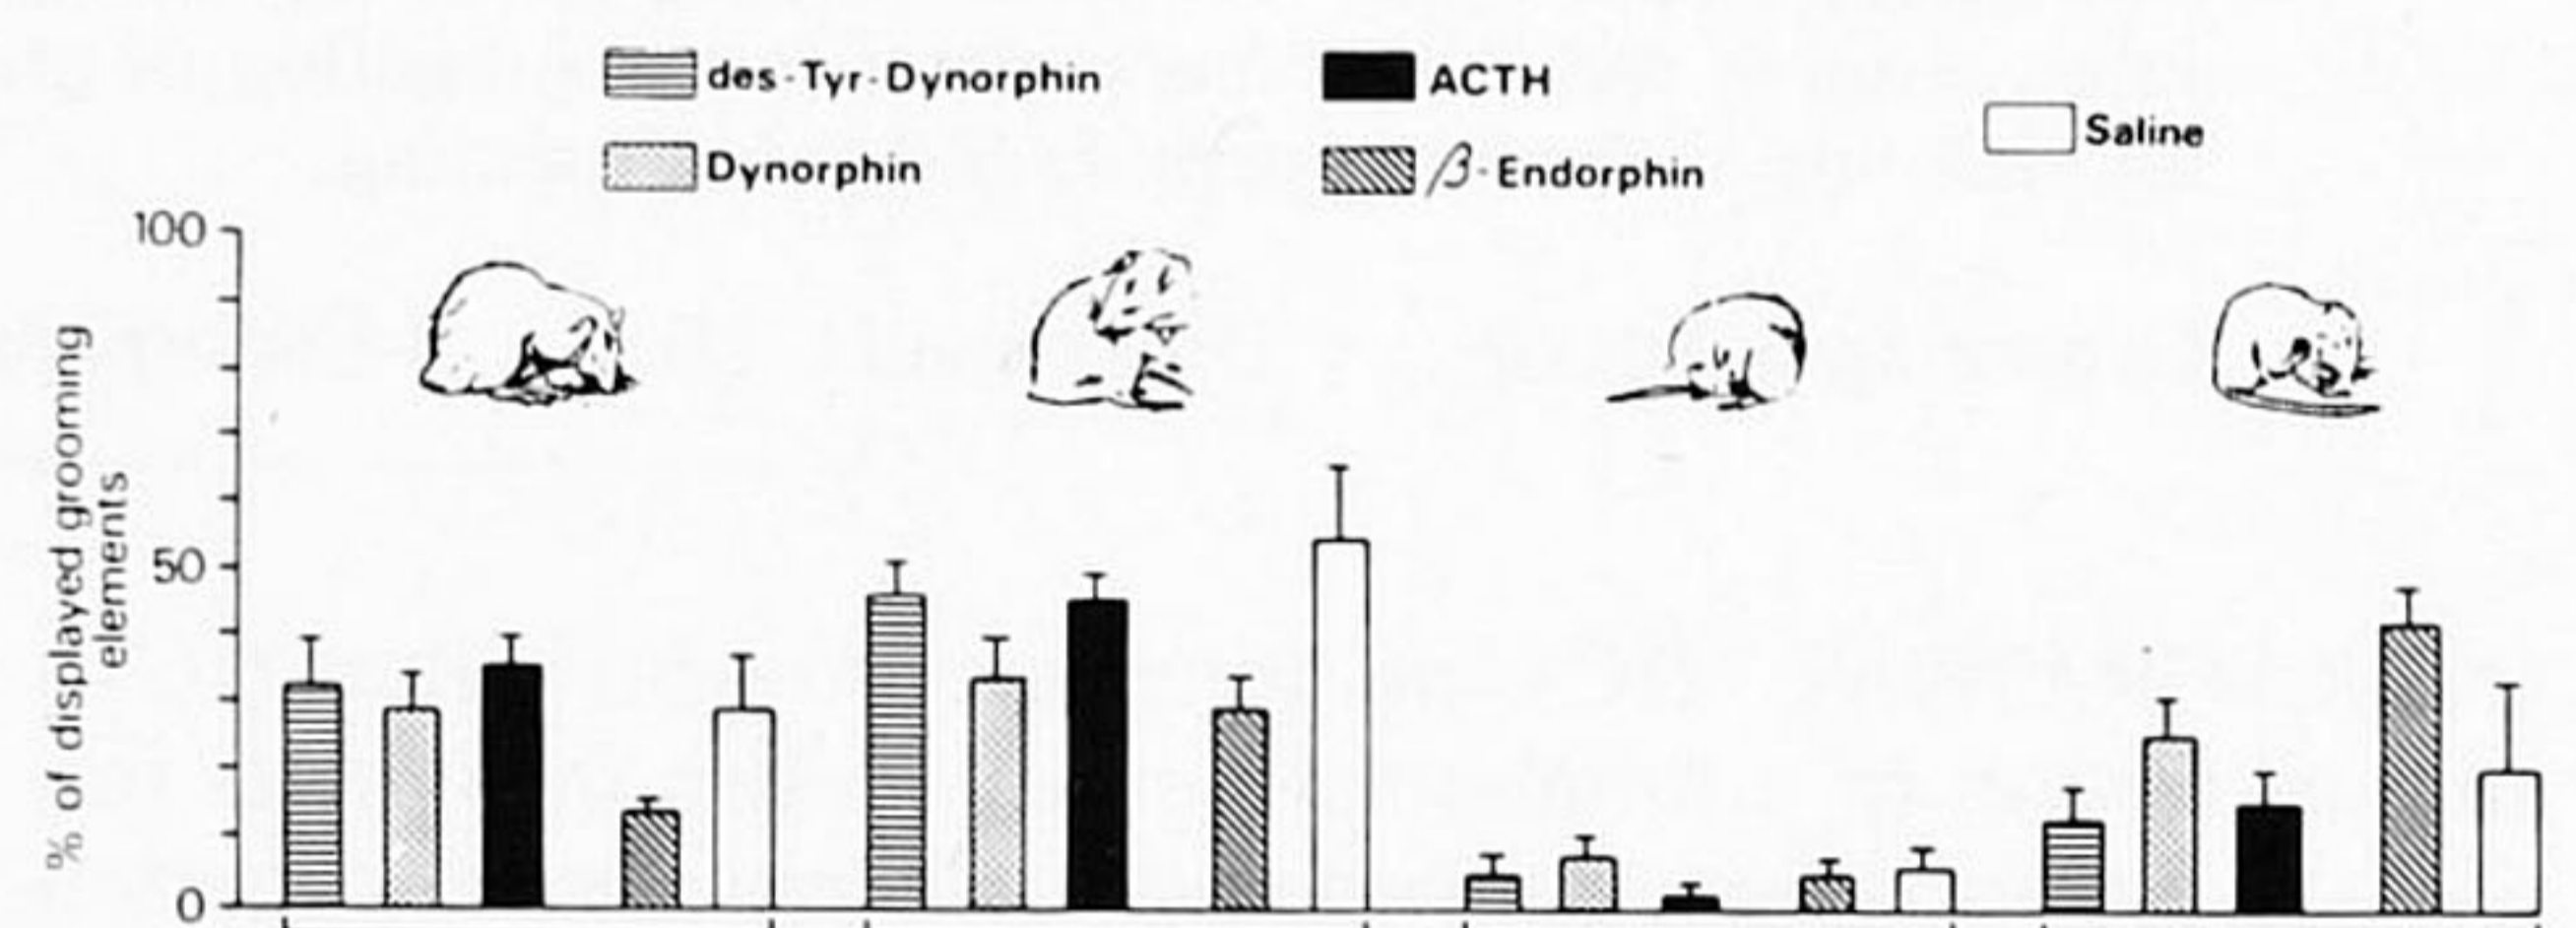 des-Tyr-Dynorphin
ACTH
Saline
Dynorphin
β-Endorphin
100
50
0
% of displayed grooming
elements